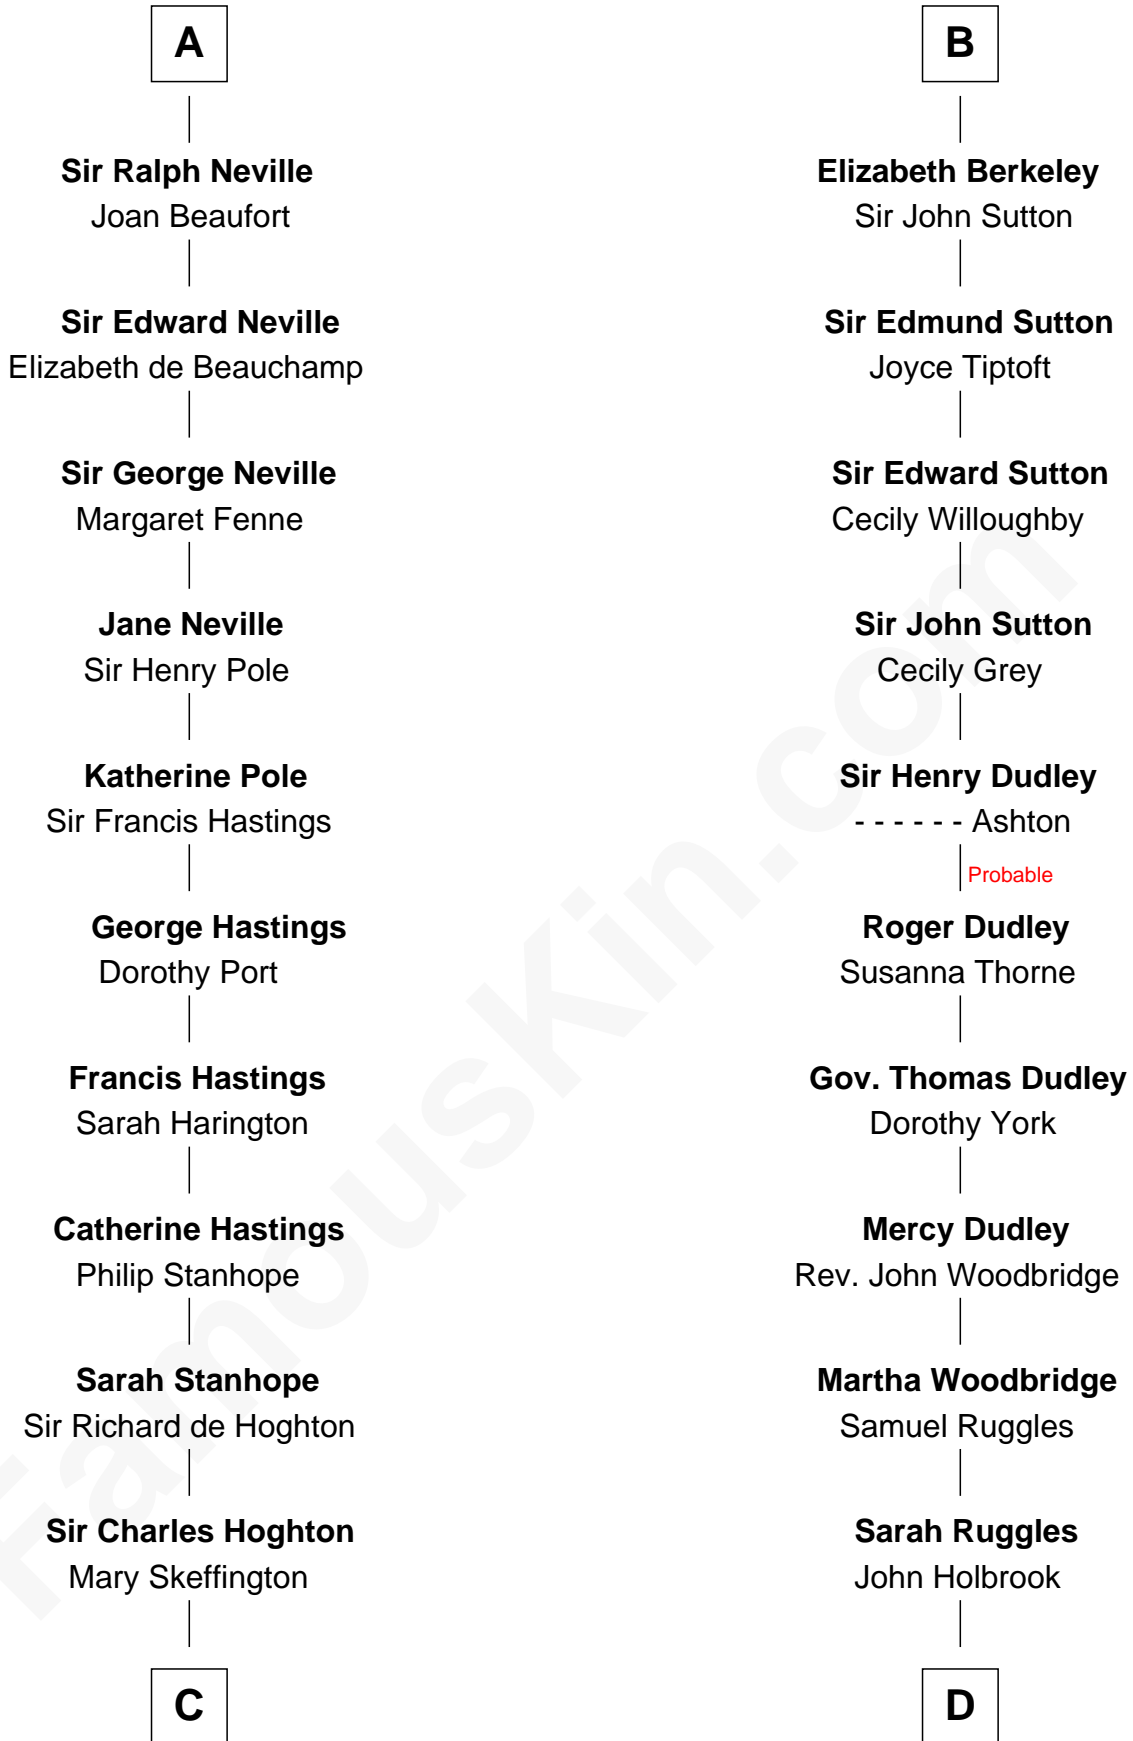 A
Sir Ralph Neville
Joan Beaufort
Sir Edward Neville
Elizabeth de Beauchamp
Sir George Neville
Margaret Fenne
Jane Neville
Sir Henry Pole
Katherine Pole
Sir Francis Hastings
George Hastings
Dorothy Port
Francis Hastings
Sarah Harington
Catherine Hastings
Philip Stanhope
Sarah Stanhope
Sir Richard de Hoghton
Sir Charles Hoghton
Mary Skeffington
C
B
Elizabeth Berkeley
Sir John Sutton
Sir Edmund Sutton
Joyce Tiptoft
Sir Edward Sutton
Cecily Willoughby
Sir John Sutton
Cecily Grey
Sir Henry Dudley
- - - - - - Ashton
Probable
Roger Dudley
Susanna Thorne
Gov. Thomas Dudley
Dorothy York
Mercy Dudley
Rev. John Woodbridge
Martha Woodbridge
Samuel Ruggles
Sarah Ruggles
John Holbrook
D
FamousKin.com